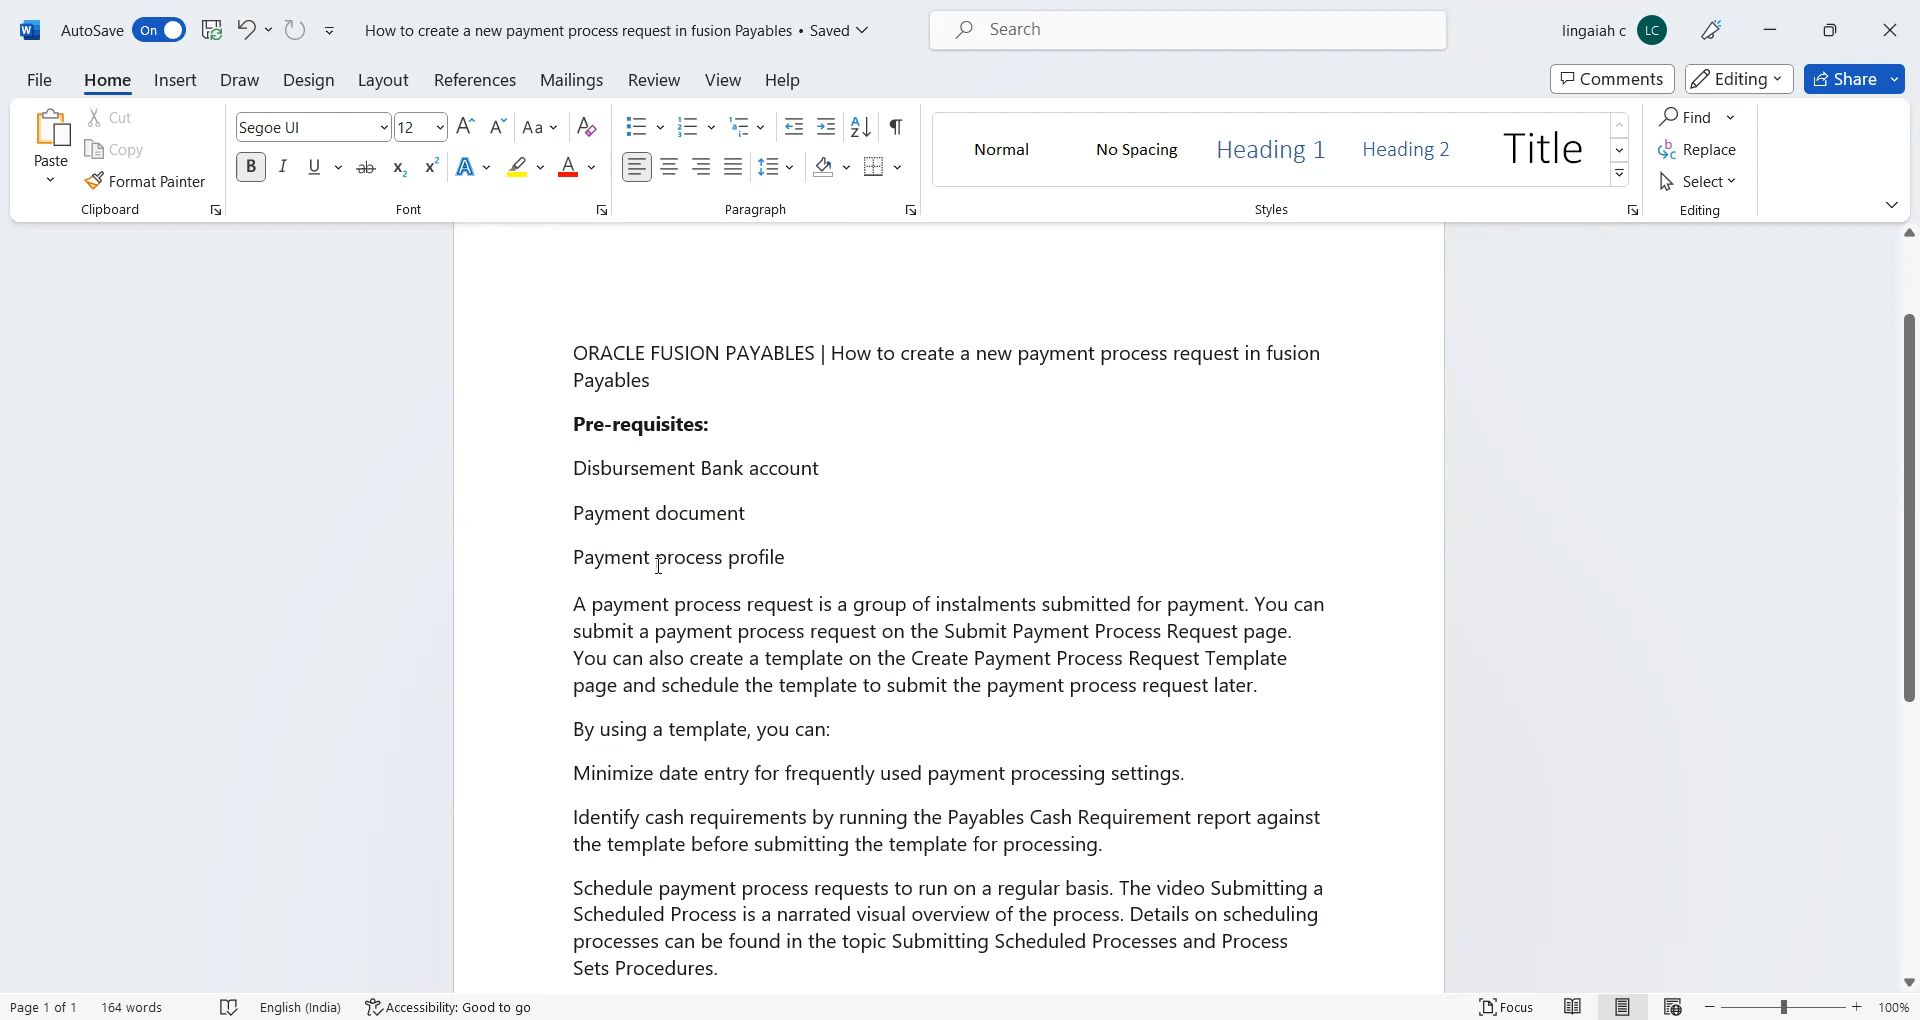 AutoSave On How to create a new payment process request in fusion Payables • Saved Search lingaiah c LC
File Home Insert Draw Design Layout References Mailings Review View Help Comments Editing Share
Paste
Cut
Copy
Format Painter
Clipboard
Segoe UI 12
Font
Paragraph
Normal No Spacing Heading 1 Heading 2 Title
Styles
Find
Replace
Select
Editing
ORACLE FUSION PAYABLES | How to create a new payment process request in fusion
Payables
Pre-requisites:
Disbursement Bank account
Payment document
Payment process profile
A payment process request is a group of instalments submitted for payment. You can
submit a payment process request on the Submit Payment Process Request page.
You can also create a template on the Create Payment Process Request Template
page and schedule the template to submit the payment process request later.
By using a template, you can:
Minimize date entry for frequently used payment processing settings.
Identify cash requirements by running the Payables Cash Requirement report against
the template before submitting the template for processing.
Schedule payment process requests to run on a regular basis. The video Submitting a
Scheduled Process is a narrated visual overview of the process. Details on scheduling
processes can be found in the topic Submitting Scheduled Processes and Process
Sets Procedures.
Page 1 of 1 164 words English (India) Accessibility: Good to go Focus 100%